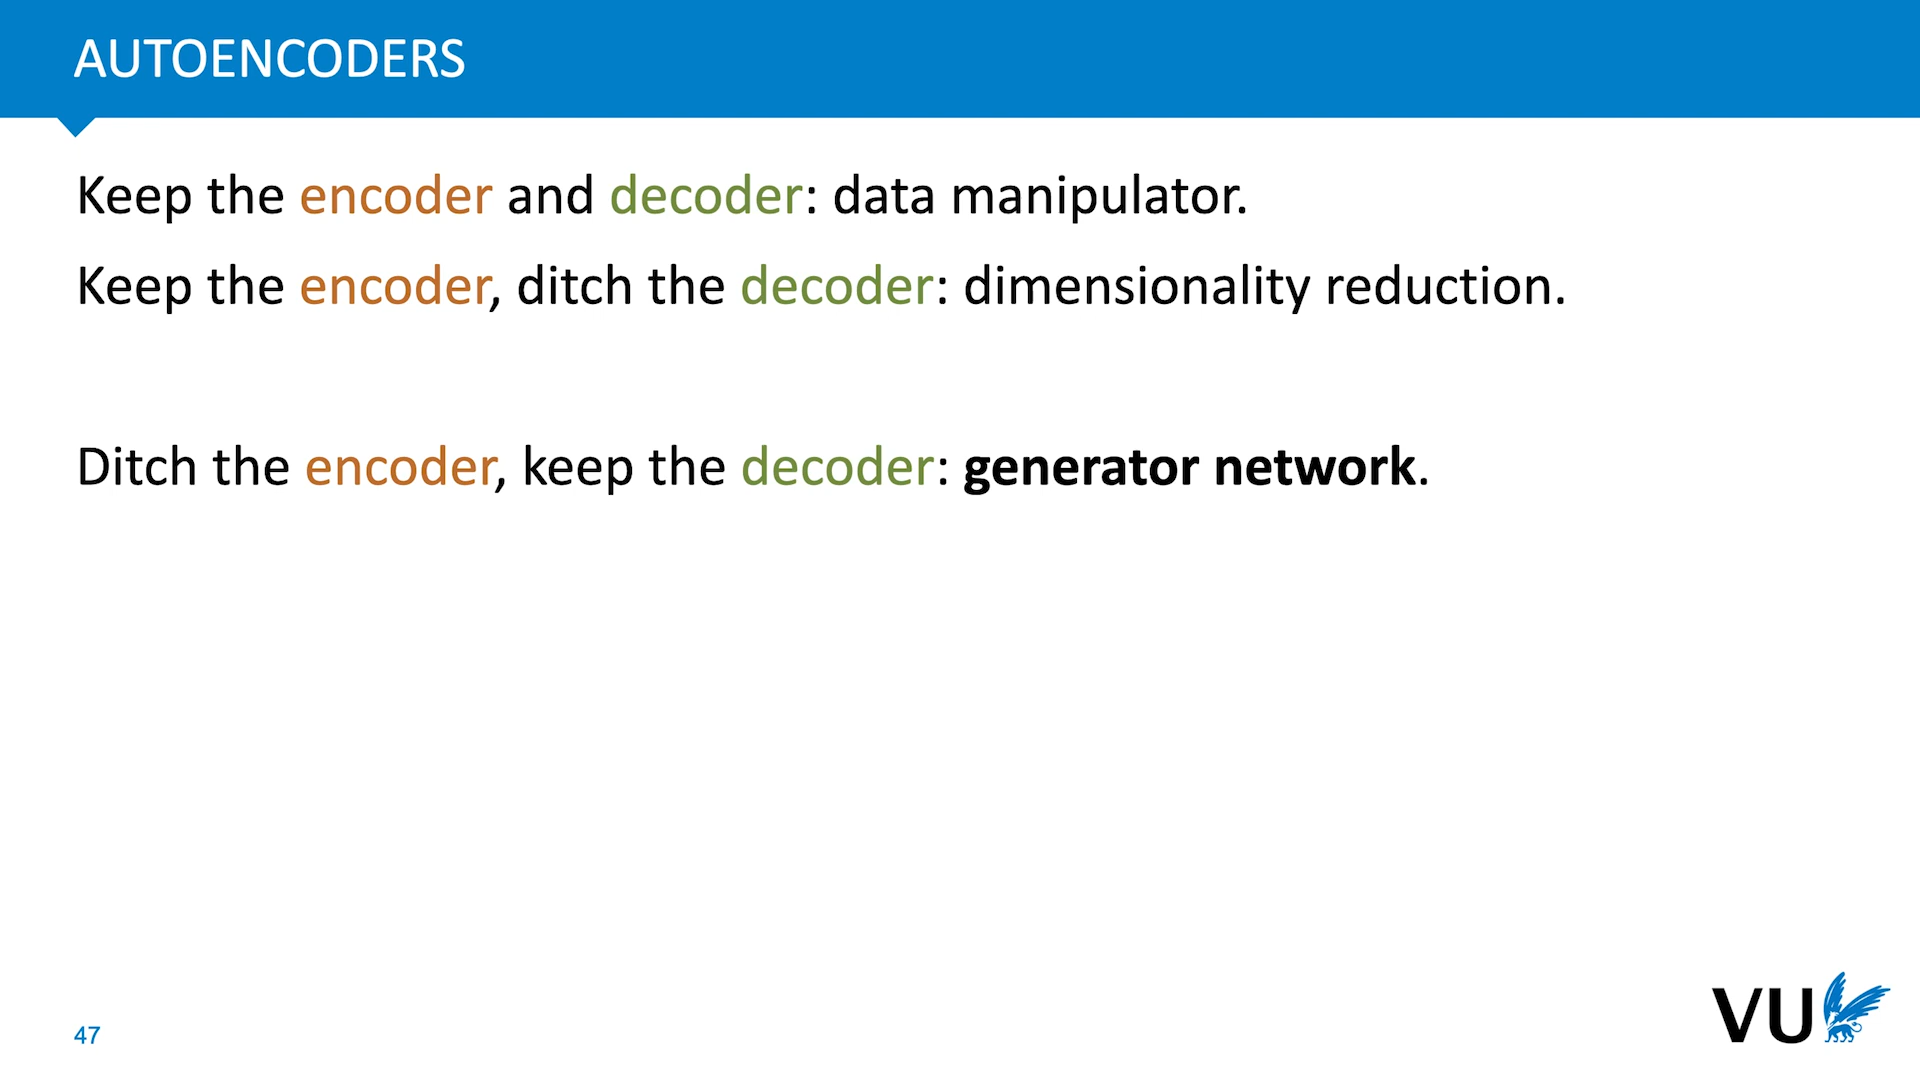 AUTOENCODERS
Keep the encoder and decoder: data manipulator.
Keep the encoder, ditch the decoder: dimensionality reduction.
Ditch the encoder, keep the decoder: generator network.
47
VU